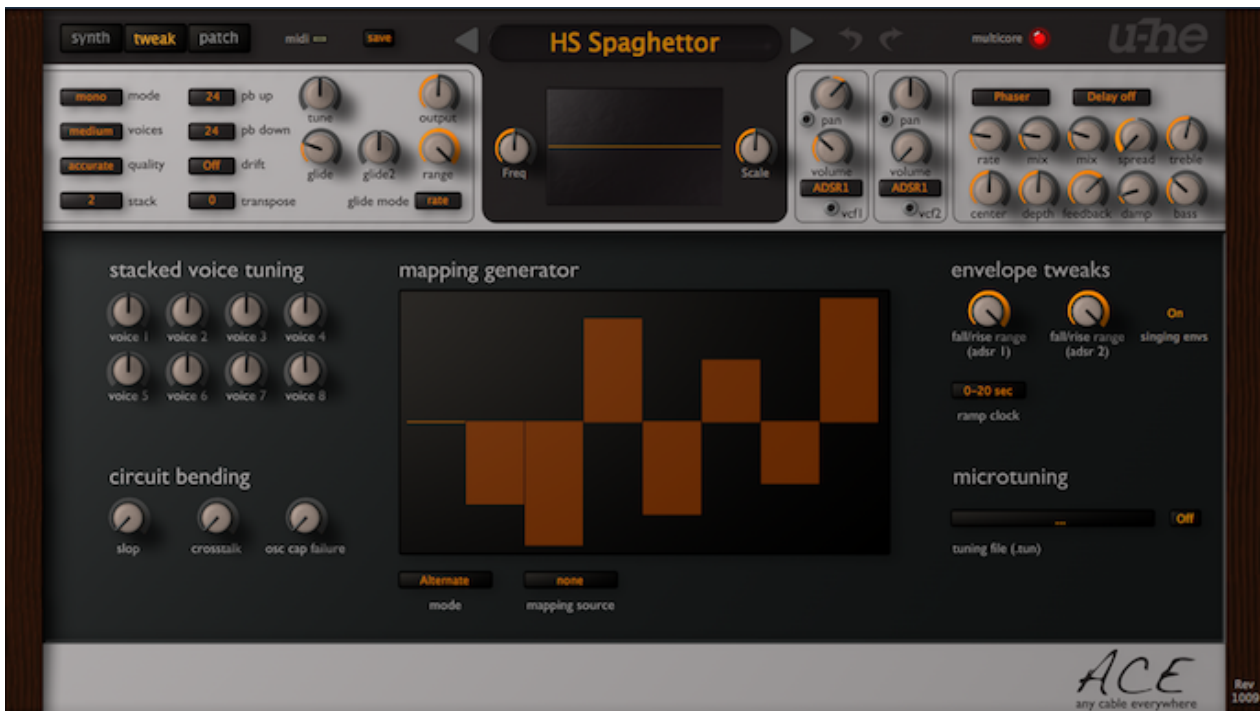 synth tweak patch midi save HS Spaghettor multicore u-he
mono mode 24 pb up tune output
medium voices 24 pb down
accurate quality Off drift glide glide2 range
2 stack 0 transpose glide mode rate
Freq Scale
pan pan
volume volume
ADSR1 ADSR1
vcf1 vcf2
Phaser Delay off
rate mix mix spread treble
center depth feedback damp bass
stacked voice tuning
voice 1 voice 2 voice 3 voice 4
voice 5 voice 6 voice 7 voice 8
circuit bending
slop crosstalk osc cap failure
mapping generator
Alternate none
mode mapping source
envelope tweaks
On
fall/rise range fall/rise range singing envs
(adsr 1) (adsr 2)
0-20 sec
ramp clock
microtuning
... Off
tuning file (.tun)
ACE
any cable everywhere
Rev
1009